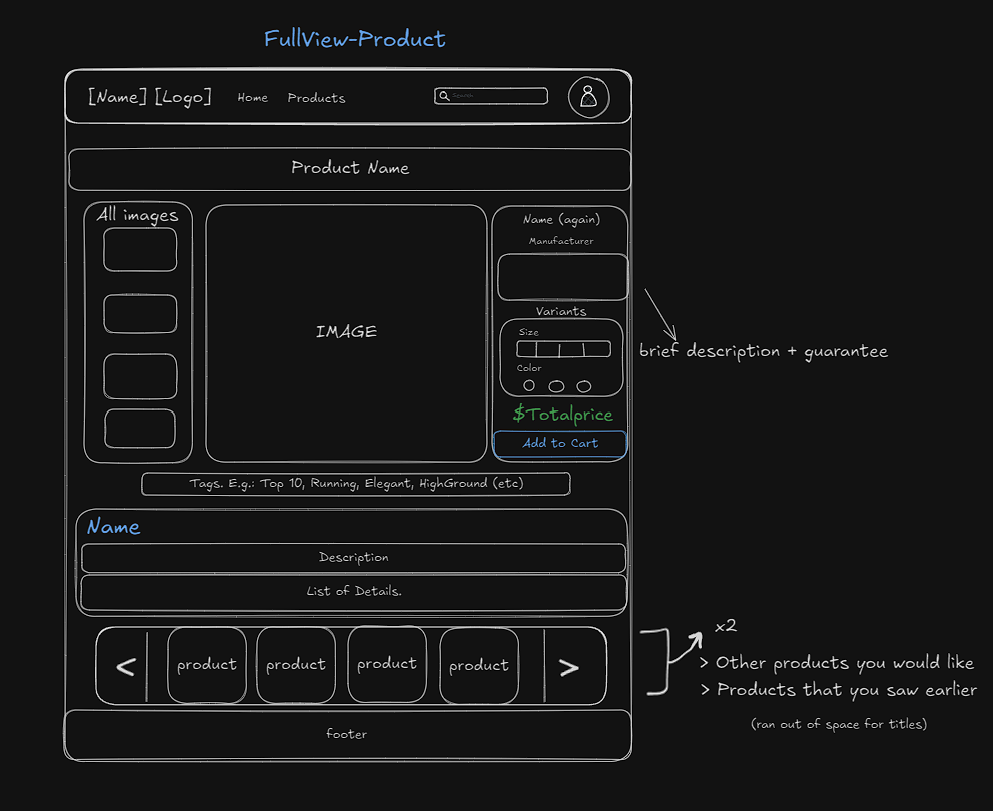 FullView-Product
[Name] [Logo] Home Products Search
Product Name
All images
IMAGE
Name (again)
Manufacturer
Variants
Size
Color
brief description + guarantee
$Totalprice
Add to Cart
Tags. E.g.: Top 10, Running, Elegant, HighGround (etc)
Name
Description
List of Details.
< product product product product >
x2
> Other products you would like
> Products that you saw earlier
(ran out of space for titles)
footer